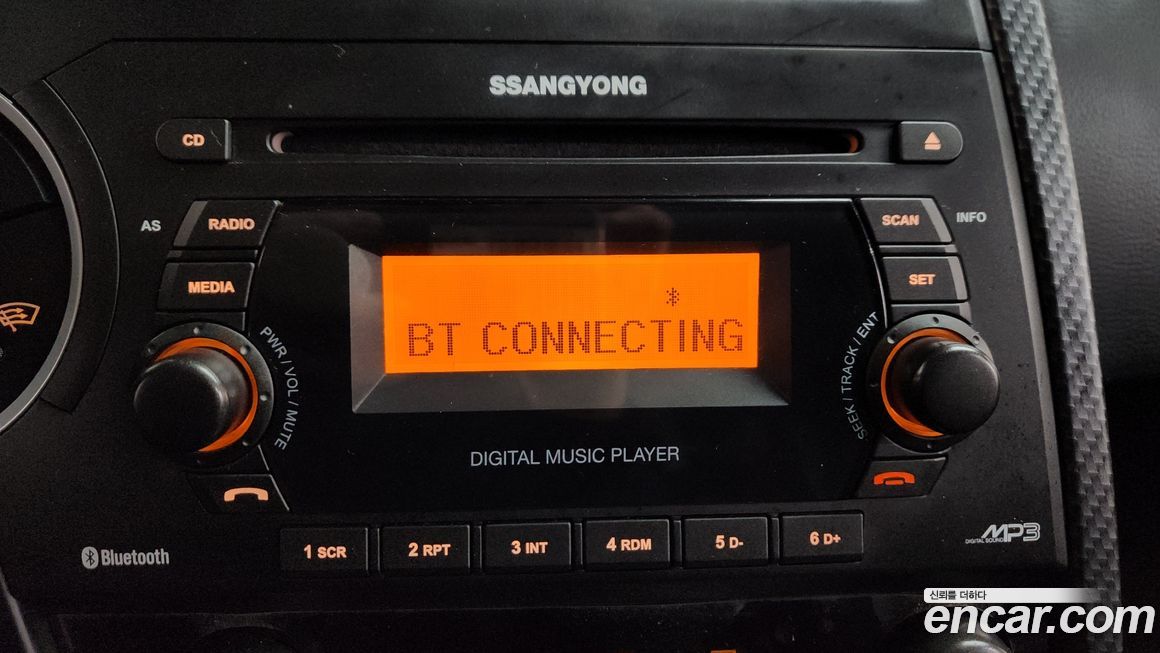 SSANGYONG
CD
AS
RADIO
SCAN
INFO
MEDIA
SET
BT CONNECTING
PWR / VOL / MUTE
SEEK / TRACK / ENT
DIGITAL MUSIC PLAYER
1 SCR
2 RPT
3 INT
4 RDM
5 D-
6 D+
Bluetooth
MP3
DIGITAL SOUND
신뢰를 더하다
encar.com